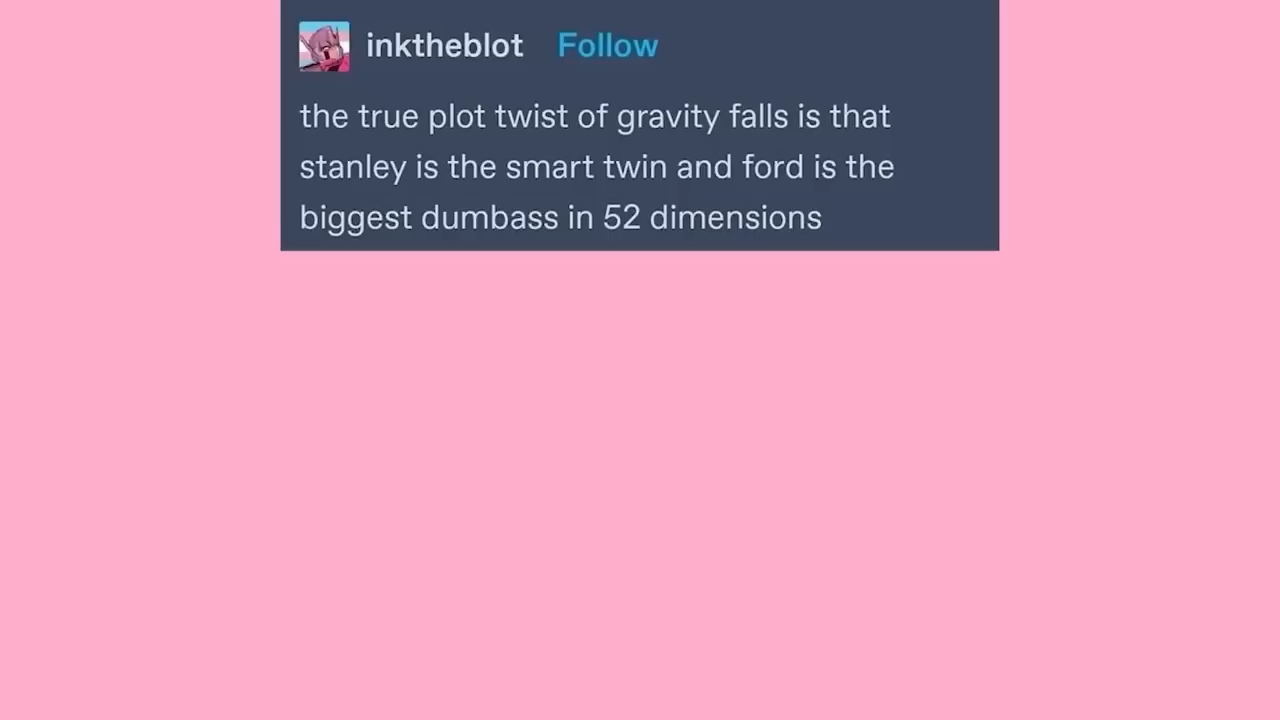 inktheblot Follow
the true plot twist of gravity falls is that
stanley is the smart twin and ford is the
biggest dumbass in 52 dimensions